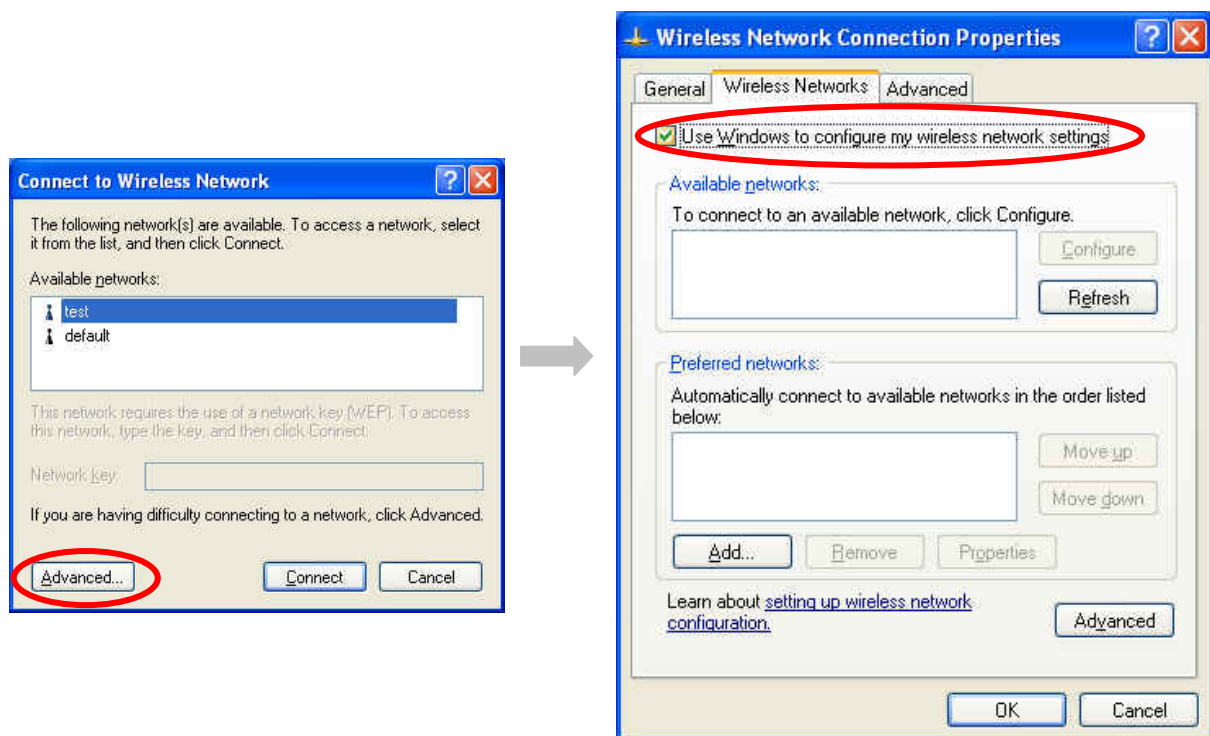 Connect to Wireless Network
The following network(s) are available. To access a network, select
it from the list, and then click Connect.
Available networks:
test
default
This network requires the use of a network key (WEP). To access
this network, type the key, and then click Connect.
Network key:
If you are having difficulty connecting to a network, click Advanced.
Advanced... Connect Cancel
Wireless Network Connection Properties
General Wireless Networks Advanced
Use Windows to configure my wireless network settings
Available networks:
To connect to an available network, click Configure.
Configure
Refresh
Preferred networks:
Automatically connect to available networks in the order listed
below:
Move up
Move down
Add... Remove Properties
Learn about setting up wireless network
configuration.
Advanced
OK Cancel